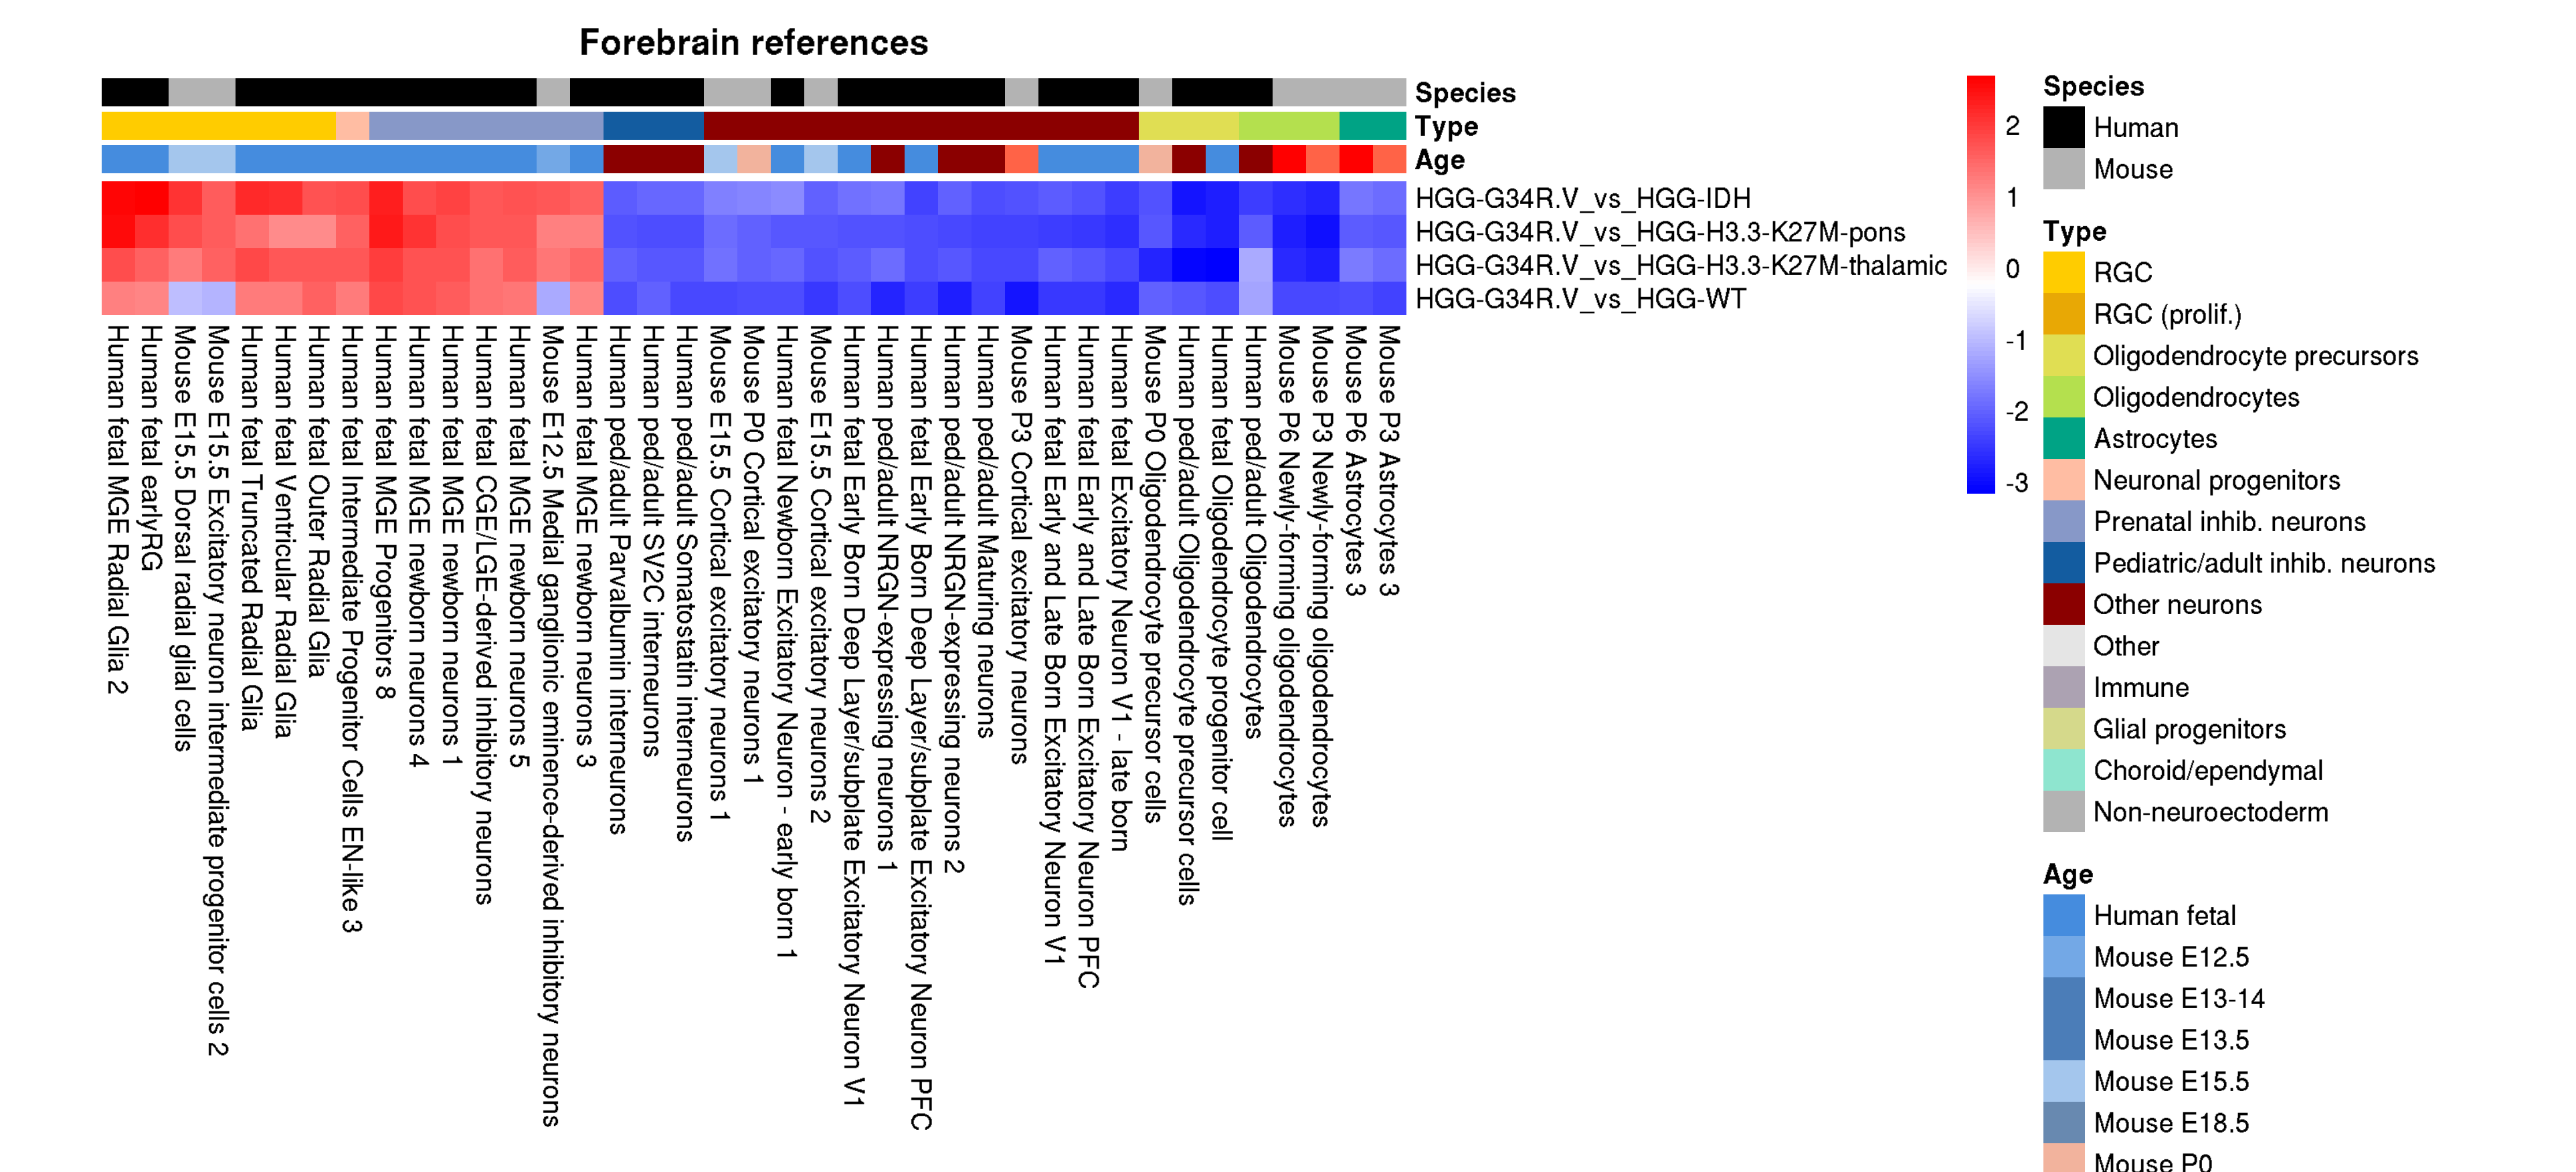 Forebrain references
Species
Type
Age
HGG-G34R.V_vs_HGG-IDH
HGG-G34R.V_vs_HGG-H3.3-K27M-pons
HGG-G34R.V_vs_HGG-H3.3-K27M-thalamic
HGG-G34R.V_vs_HGG-WT
Human fetal MGE Radial Glia 2
Human fetal earlyRG
Mouse E15.5 Dorsal radial glial cells
Mouse E15.5 Excitatory neuron intermediate progenitor cells 2
Human fetal Truncated Radial Glia
Human fetal Ventricular Radial Glia
Human fetal Outer Radial Glia
Human fetal Intermediate Progenitor Cells EN-like 3
Human fetal MGE Progenitors 8
Human fetal MGE newborn neurons 4
Human fetal MGE newborn neurons 1
Human fetal CGE/LGE-derived inhibitory neurons
Human fetal MGE newborn neurons 5
Mouse E12.5 Medial ganglionic eminence-derived inhibitory neurons
Human fetal MGE newborn neurons 3
Human ped/adult Parvalbumin interneurons
Human ped/adult SV2C interneurons
Human ped/adult Somatostatin interneurons
Mouse E15.5 Cortical excitatory neurons 1
Mouse P0 Cortical excitatory neurons 1
Human fetal Newborn Excitatory Neuron - early born 1
Mouse E15.5 Cortical excitatory neurons 2
Human fetal Early Born Deep Layer/subplate Excitatory Neuron V1
Human ped/adult NRGN-expressing neurons 1
Human fetal Early Born Deep Layer/subplate Excitatory Neuron PFC
Human ped/adult NRGN-expressing neurons 2
Human ped/adult Maturing neurons
Mouse P3 Cortical excitatory neurons
Human fetal Early and Late Born Excitatory Neuron V1
Human fetal Early and Late Born Excitatory Neuron PFC
Human fetal Excitatory Neuron V1 - late born
Mouse P0 Oligodendrocyte precursor cells
Human ped/adult Oligodendrocyte precursor cells
Human fetal Oligodendrocyte progenitor cell
Human ped/adult Oligodendrocytes
Mouse P6 Newly-forming oligodendrocytes
Mouse P3 Newly-forming oligodendrocytes
Mouse P6 Astrocytes 3
Mouse P3 Astrocytes 3
2
1
0
-1
-2
-3
Species
Human
Mouse
Type
RGC
RGC (prolif.)
Oligodendrocyte precursors
Oligodendrocytes
Astrocytes
Neuronal progenitors
Prenatal inhib. neurons
Pediatric/adult inhib. neurons
Other neurons
Other
Immune
Glial progenitors
Choroid/ependymal
Non-neuroectoderm
Age
Human fetal
Mouse E12.5
Mouse E13-14
Mouse E13.5
Mouse E15.5
Mouse E18.5
Mouse P0